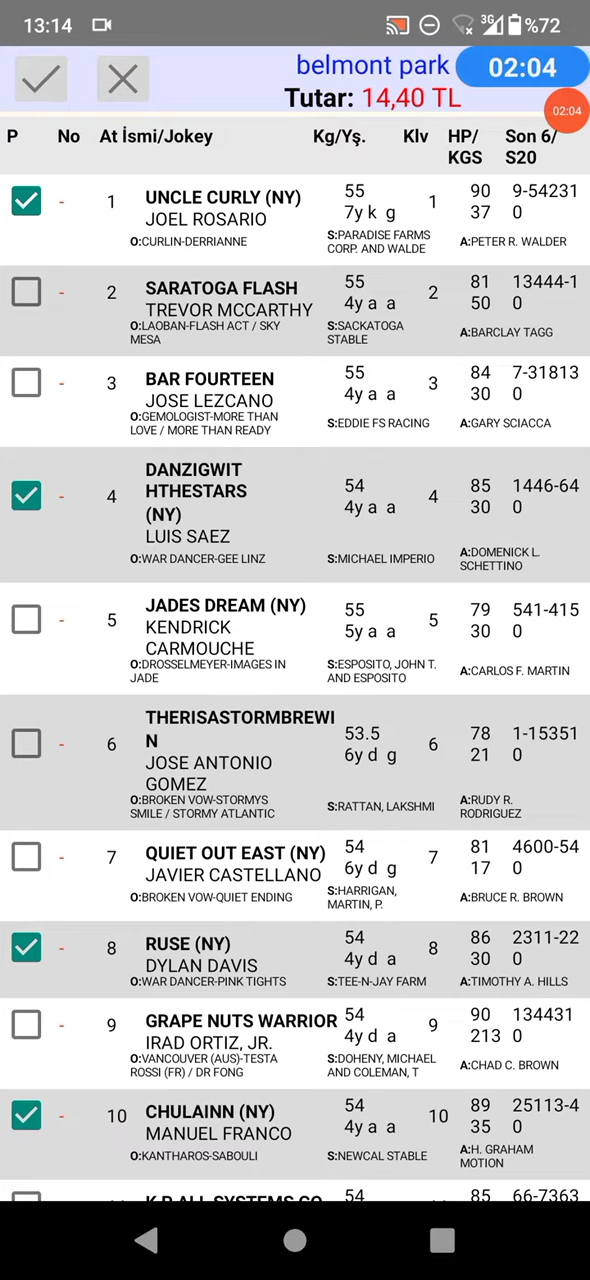 13:14 3G %72
belmont park 02:04
Tutar: 14,40 TL
02:04
P No At İsmi/Jokey Kg/Yş. Klv HP/ KGS Son 6/ S20
- 1 UNCLE CURLY (NY) 55 1 90 9-54231
JOEL ROSARIO 7y k g 37 0
O:CURLIN-DERRIANNE S:PARADISE FARMS CORP. AND WALDE A:PETER R. WALDER
- 2 SARATOGA FLASH 55 2 81 13444-1
TREVOR MCCARTHY 4y a a 50 0
O:LAOBAN-FLASH ACT / SKY MESA S:SACKATOGA STABLE A:BARCLAY TAGG
- 3 BAR FOURTEEN 55 3 84 7-31813
JOSE LEZCANO 4y a a 30 0
O:GEMOLOGIST-MORE THAN LOVE / MORE THAN READY S:EDDIE FS RACING A:GARY SCIACCA
- 4 DANZIGWIT HTHESTARS (NY) 54 4 85 1446-64
LUIS SAEZ 4y a a 30 0
O:WAR DANCER-GEE LINZ S:MICHAEL IMPERIO A:DOMENICK L. SCHETTINO
- 5 JADES DREAM (NY) 55 5 79 541-415
KENDRICK CARMOUCHE 5y a a 30 0
O:DROSSELMEYER-IMAGES IN JADE S:ESPOSITO, JOHN T. AND ESPOSITO A:CARLOS F. MARTIN
- 6 THERISASTORMBREWI N 53.5 6 78 1-15351
JOSE ANTONIO GOMEZ 6y d g 21 0
O:BROKEN VOW-STORMYS SMILE / STORMY ATLANTIC S:RATTAN, LAKSHMI A:RUDY R. RODRIGUEZ
- 7 QUIET OUT EAST (NY) 54 7 81 4600-54
JAVIER CASTELLANO 6y d g 17 0
O:BROKEN VOW-QUIET ENDING S:HARRIGAN, MARTIN, P. A:BRUCE R. BROWN
- 8 RUSE (NY) 54 8 86 2311-22
DYLAN DAVIS 4y d a 30 0
O:WAR DANCER-PINK TIGHTS S:TEE-N-JAY FARM A:TIMOTHY A. HILLS
- 9 GRAPE NUTS WARRIOR 54 9 90 134431
IRAD ORTIZ, JR. 4y d a 213 0
O:VANCOUVER (AUS)-TESTA ROSSI (FR) / DR FONG S:DOHENY, MICHAEL AND COLEMAN, T A:CHAD C. BROWN
- 10 CHULAINN (NY) 54 10 89 25113-4
MANUEL FRANCO 4y a a 35 0
O:KANTHAROS-SABOULI S:NEWCAL STABLE A:H. GRAHAM MOTION
K P ALL SYSTEMS GO 54 85 66-7363